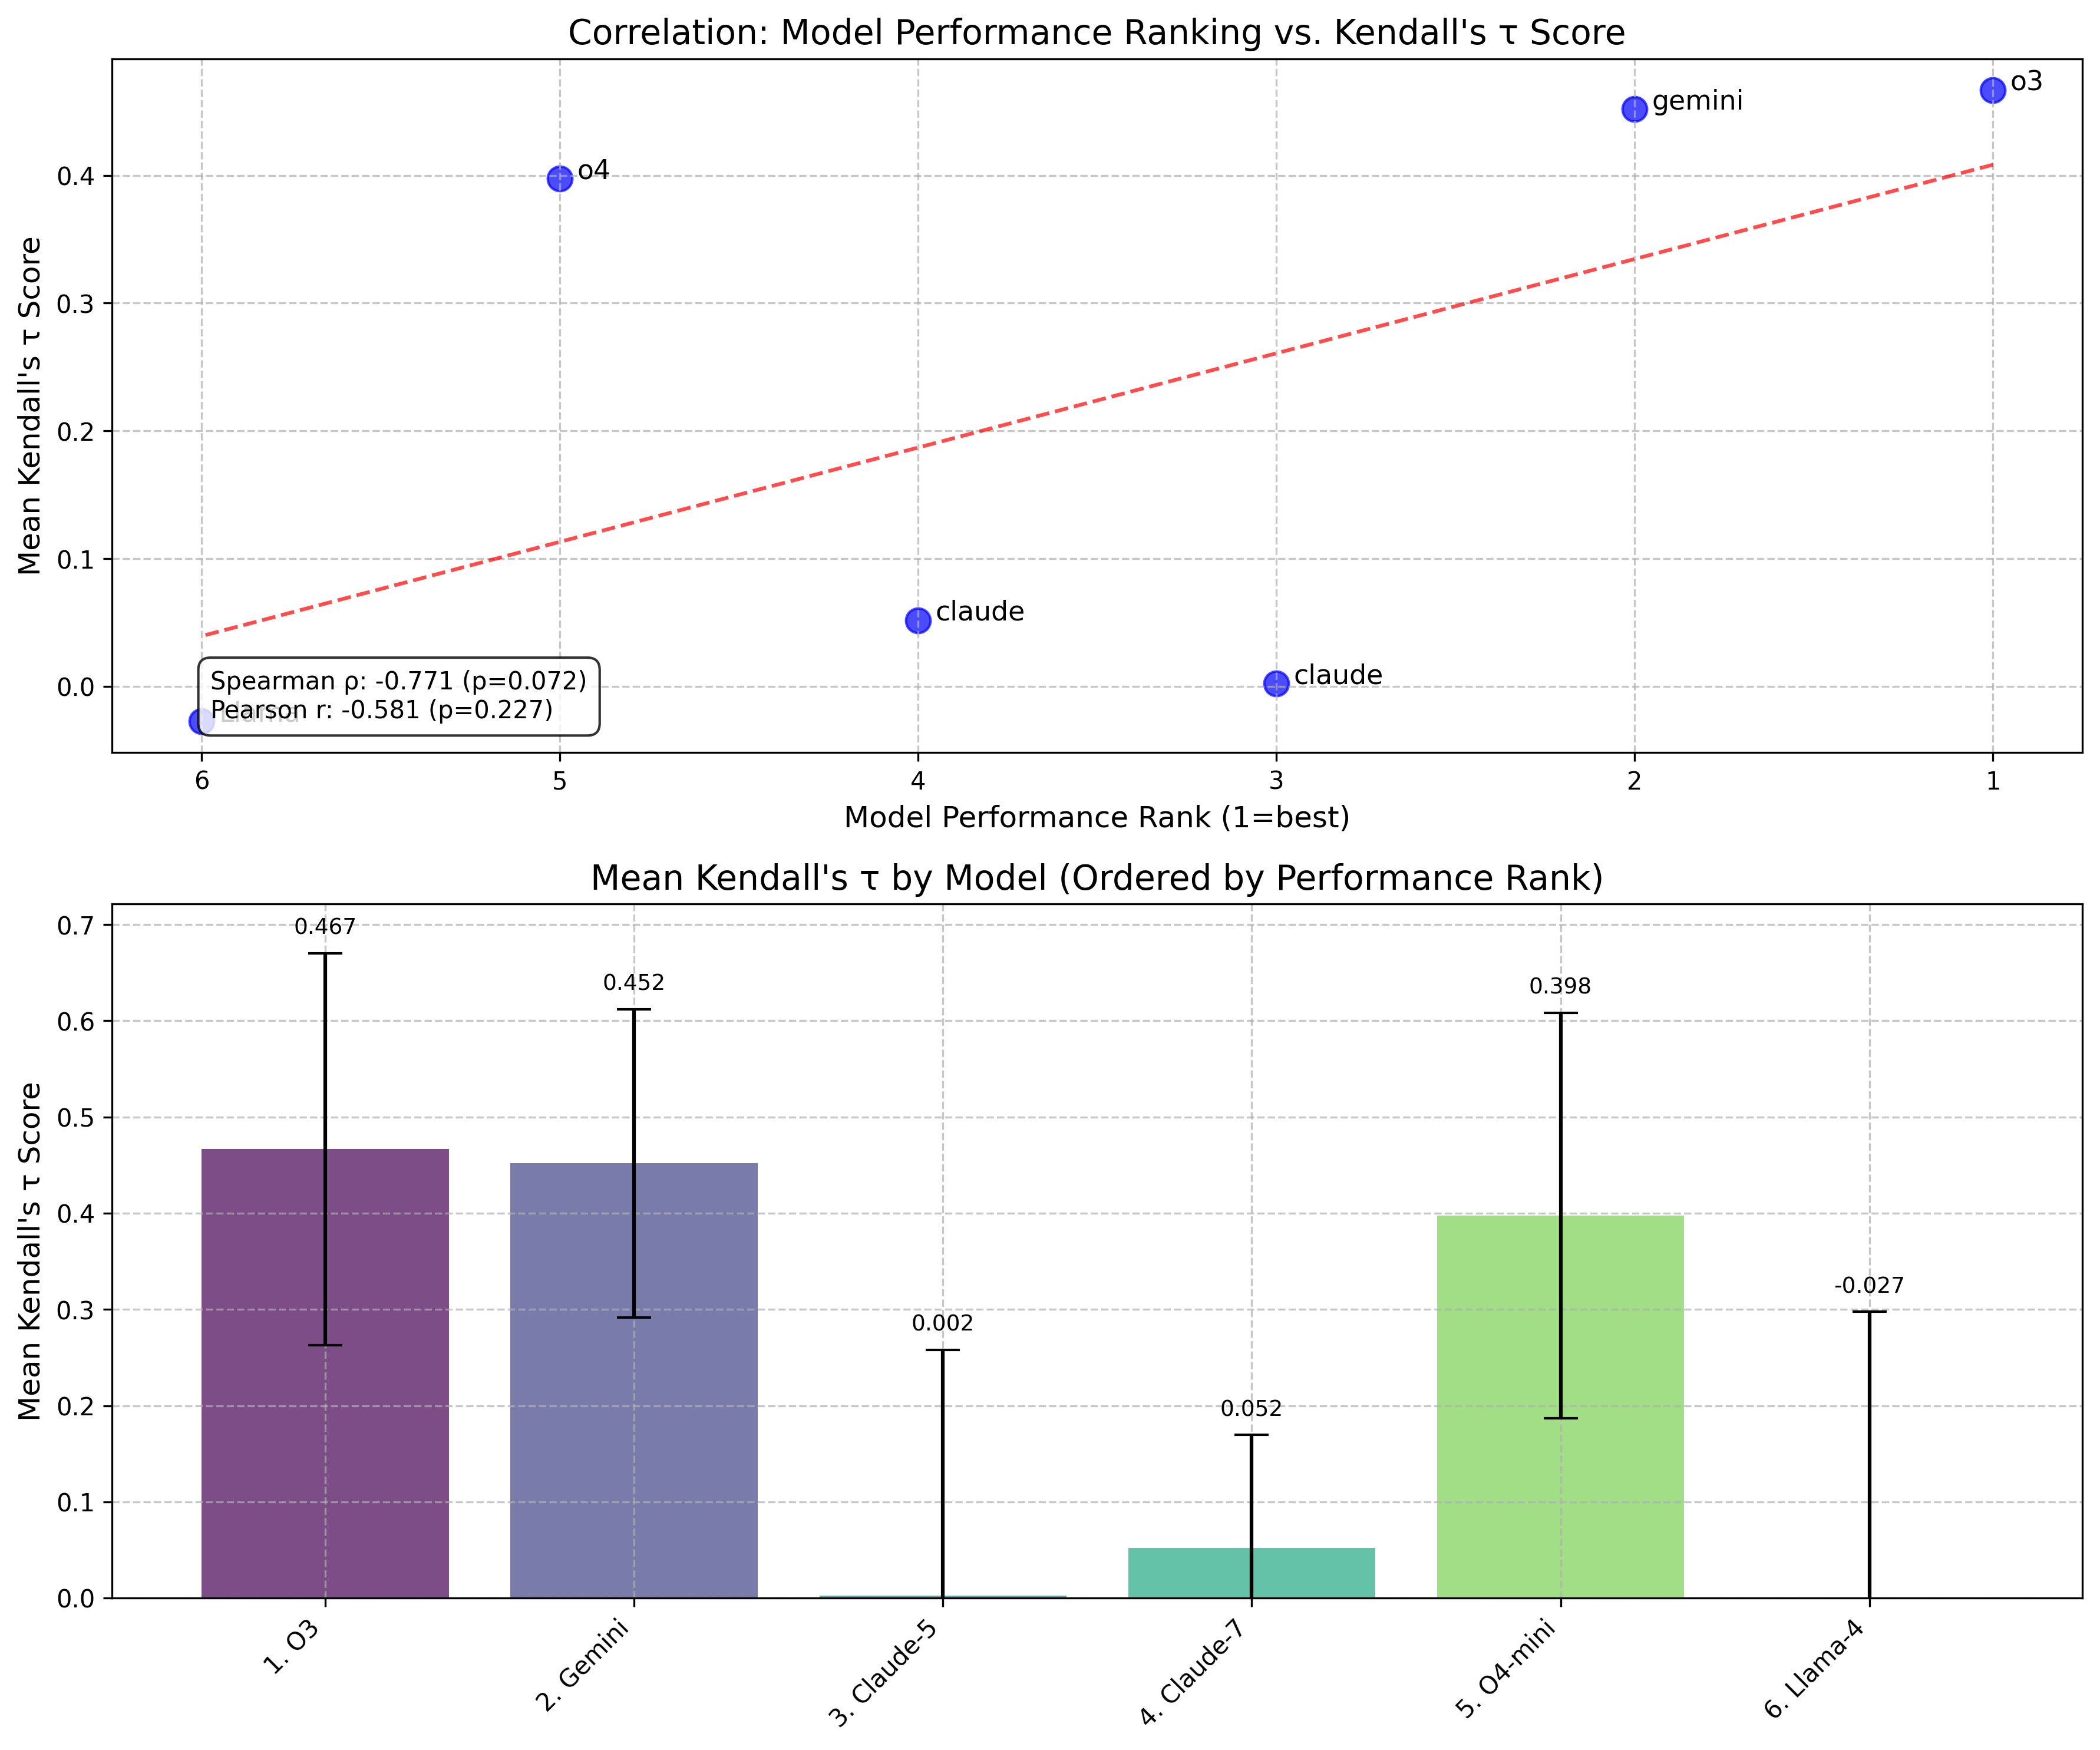 Correlation: Model Performance Ranking vs. Kendall's τ Score
Mean Kendall's τ Score
0.4
0.3
0.2
0.1
0.0
o3
gemini
o4
claude
claude
Llama
Spearman ρ: -0.771 (p=0.072)
Pearson r: -0.581 (p=0.227)
6 5 4 3 2 1
Model Performance Rank (1=best)
Mean Kendall's τ by Model (Ordered by Performance Rank)
Mean Kendall's τ Score
0.7
0.6
0.5
0.4
0.3
0.2
0.1
0.0
0.467
0.452
0.002
0.052
0.398
-0.027
1. O3
2. Gemini
3. Claude-5
4. Claude-7
5. O4-mini
6. Llama-4